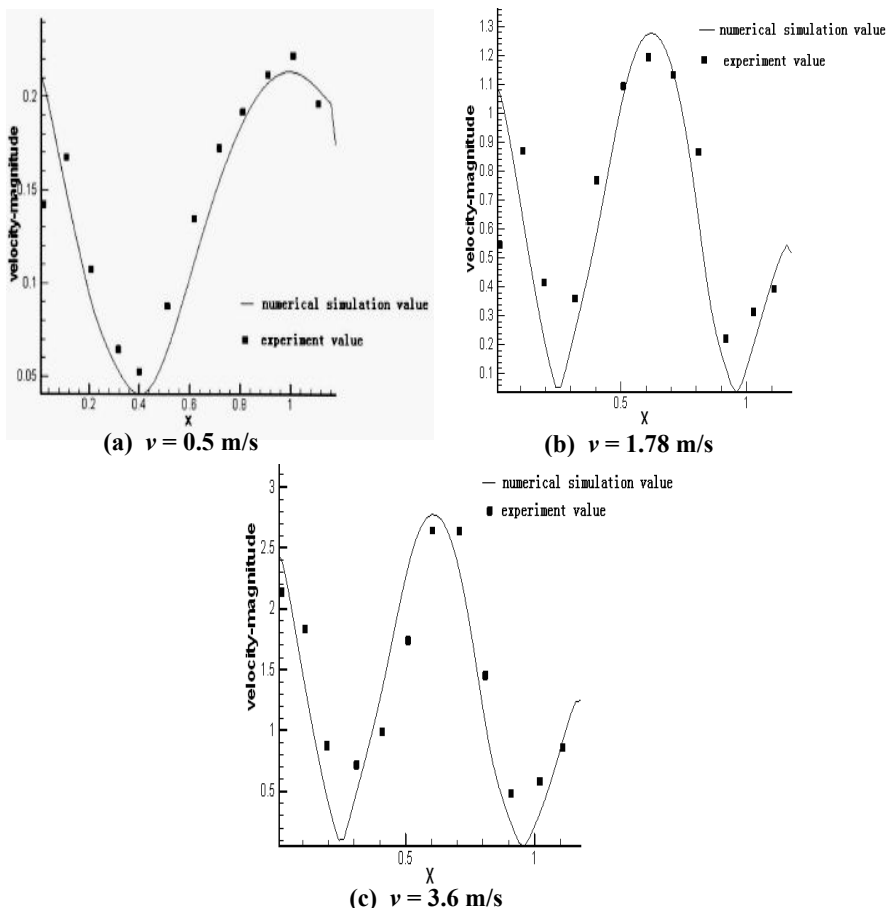 0.2
0.15
0.1
0.05
velocity-magnitude
numerical simulation value
experiment value
0.2
0.4
0.6
0.8
1
X
(a) v = 0.5 m/s
1.3
1.2
1.1
1
0.9
0.8
0.7
0.6
0.5
0.4
0.3
0.2
0.1
velocity-magnitude
numerical simulation value
experiment value
0.5
1
X
(b) v = 1.78 m/s
3
2.5
2
1.5
1
0.5
velocity-magnitude
numerical simulation value
experiment value
0.5
1
X
(c) v = 3.6 m/s